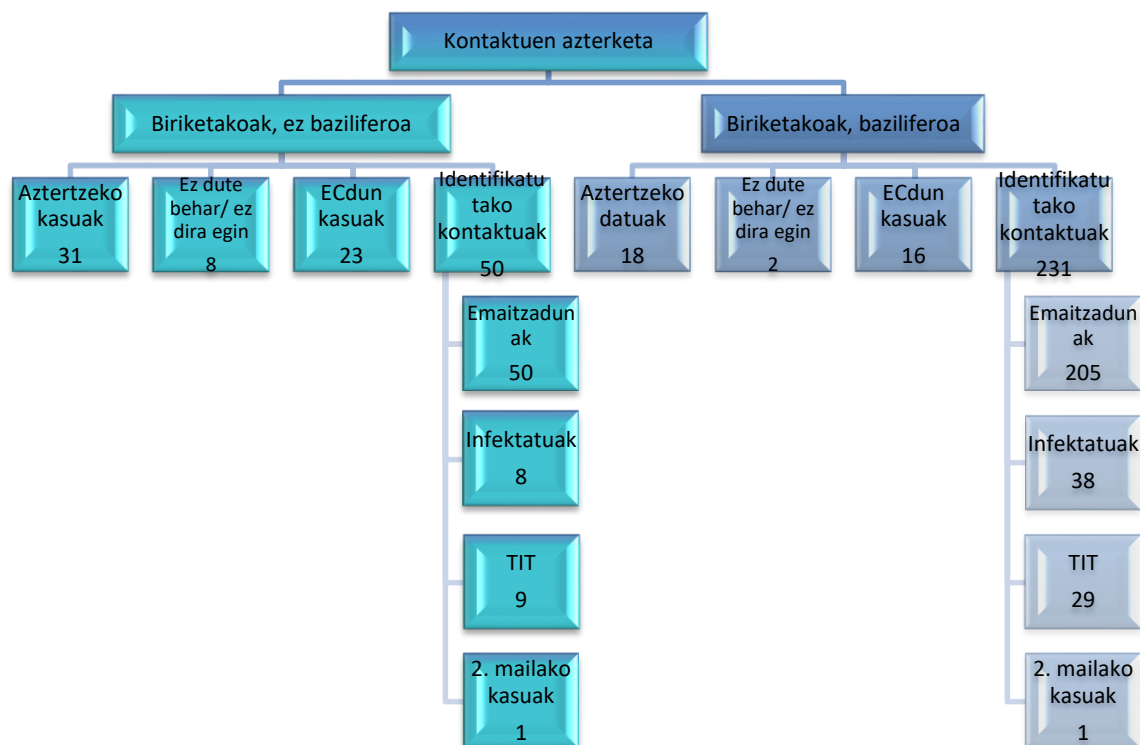 Kontaktuen azterketa
Biriketakoak, ez baziliferoa
Aztertzeko
kasuak
31
Ez dute
behar/ ez
dira egin
8
ECdun
kasuak
23
Identifikatu
tako
kontaktuak
50
Emaitzadun
ak
50
Infektatuak
8
TIT
9
2. mailako
kasuak
1
Biriketakoak, baziliferoa
Aztertzeko
datuak
18
Ez dute
behar/ ez
dira egin
2
ECdun
kasuak
16
Identifikatu
tako
kontaktuak
231
Emaitzadun
ak
205
Infektatuak
38
TIT
29
2. mailako
kasuak
1